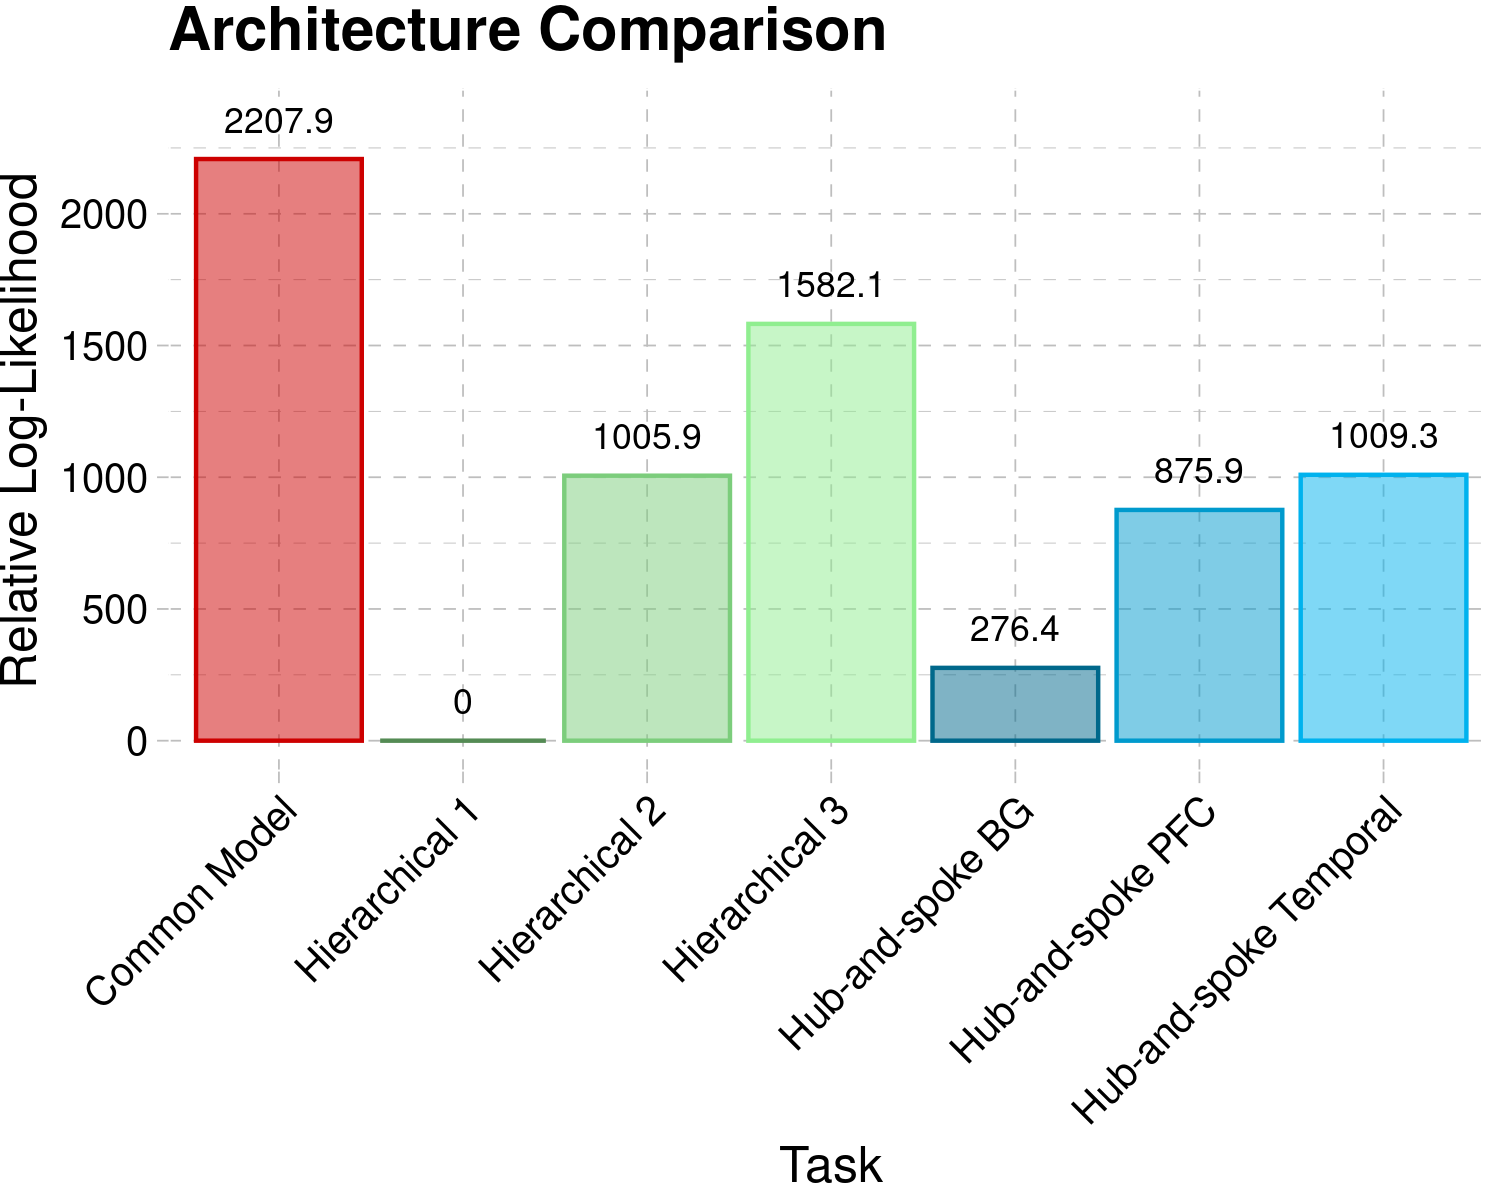 Architecture Comparison
Relative Log-Likelihood
2000
1500
1000
500
0
2207.9
0
1005.9
1582.1
276.4
875.9
1009.3
Common Model
Hierarchical 1
Hierarchical 2
Hierarchical 3
Hub-and-spoke BG
Hub-and-spoke PFC
Hub-and-spoke Temporal
Task